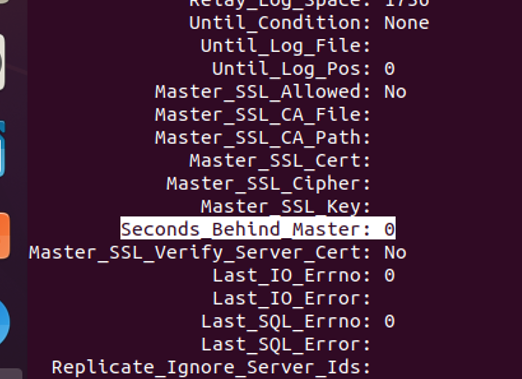 Relay_Log_Space: 1736
Until_Condition: None
Until_Log_File:
Until_Log_Pos: 0
Master_SSL_Allowed: No
Master_SSL_CA_File:
Master_SSL_CA_Path:
Master_SSL_Cert:
Master_SSL_Cipher:
Master_SSL_Key:
Seconds_Behind_Master: 0
Master_SSL_Verify_Server_Cert: No
Last_IO_Errno: 0
Last_IO_Error:
Last_SQL_Errno: 0
Last_SQL_Error:
Replicate_Ignore_Server_Ids: